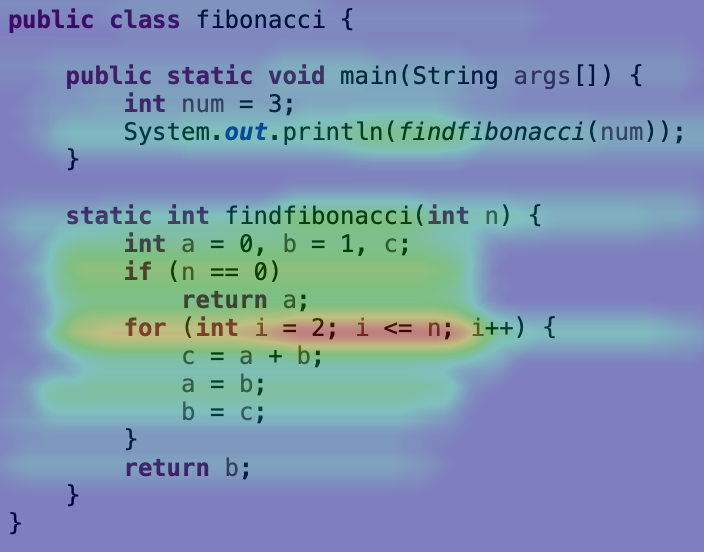 public class fibonacci {
public static void main(String args[]) {
int num = 3;
System.out.println(findfibonacci(num));
}
static int findfibonacci(int n) {
int a = 0, b = 1, c;
if (n == 0)
return a;
for (int i = 2; i <= n; i++) {
c = a + b;
a = b;
b = c;
}
return b;
}
}